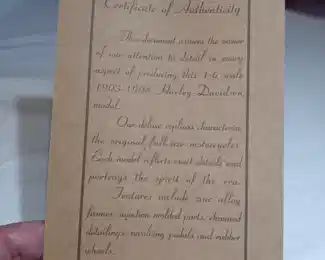 Certificate of Authenticity
This document assures the owner
of our attention to detail in every
aspect of producing this 1:6 scale
1903-1904 Harley-Davidson
model.
Our deluxe replicas characterize
the original, full-size motorcycles.
Each model reflects exact details and
portrays the spirit of the era.
Features include zinc alloy
frames, injection molded parts, chromed
detailings, revolving pedals and rubber
wheels.